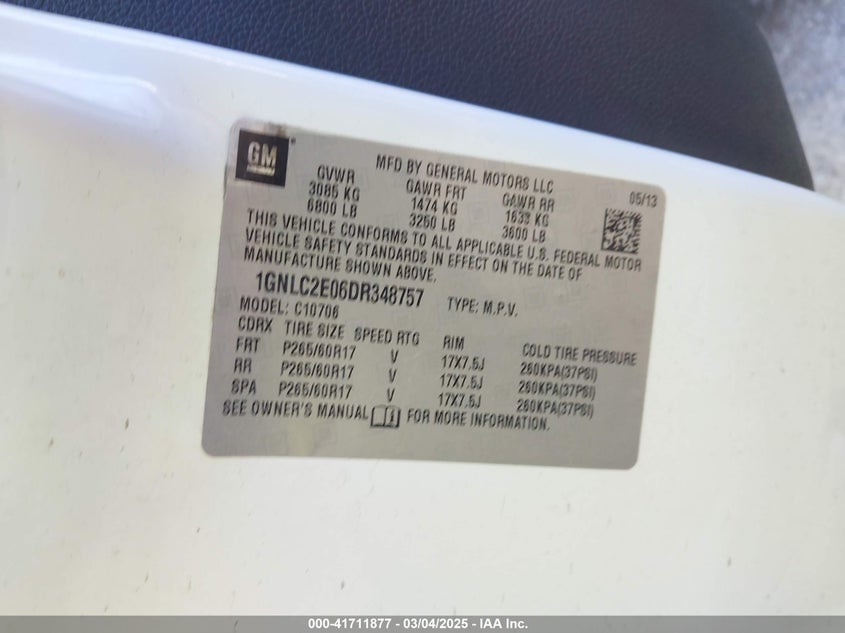 GM
MFD BY GENERAL MOTORS LLC
05/13
GVWR GAWR FRT GAWR RR
3085 KG 1474 KG 1633 KG
6800 LB 3250 LB 3600 LB
THIS VEHICLE CONFORMS TO ALL APPLICABLE U.S. FEDERAL MOTOR
VEHICLE SAFETY STANDARDS IN EFFECT ON THE DATE OF
MANUFACTURE SHOWN ABOVE.
1GNLC2E06DR348757 TYPE: M.P.V.
MODEL: C10706
CDRX TIRE SIZE SPEED RTG RIM COLD TIRE PRESSURE
FRT P265/60R17 V 17X7.5J 260KPA(37PSI)
RR P265/60R17 V 17X7.5J 260KPA(37PSI)
SPA P265/60R17 V 17X7.5J 260KPA(37PSI)
SEE OWNER'S MANUAL FOR MORE INFORMATION.
000-41711877 - 03/04/2025 - IAA Inc.